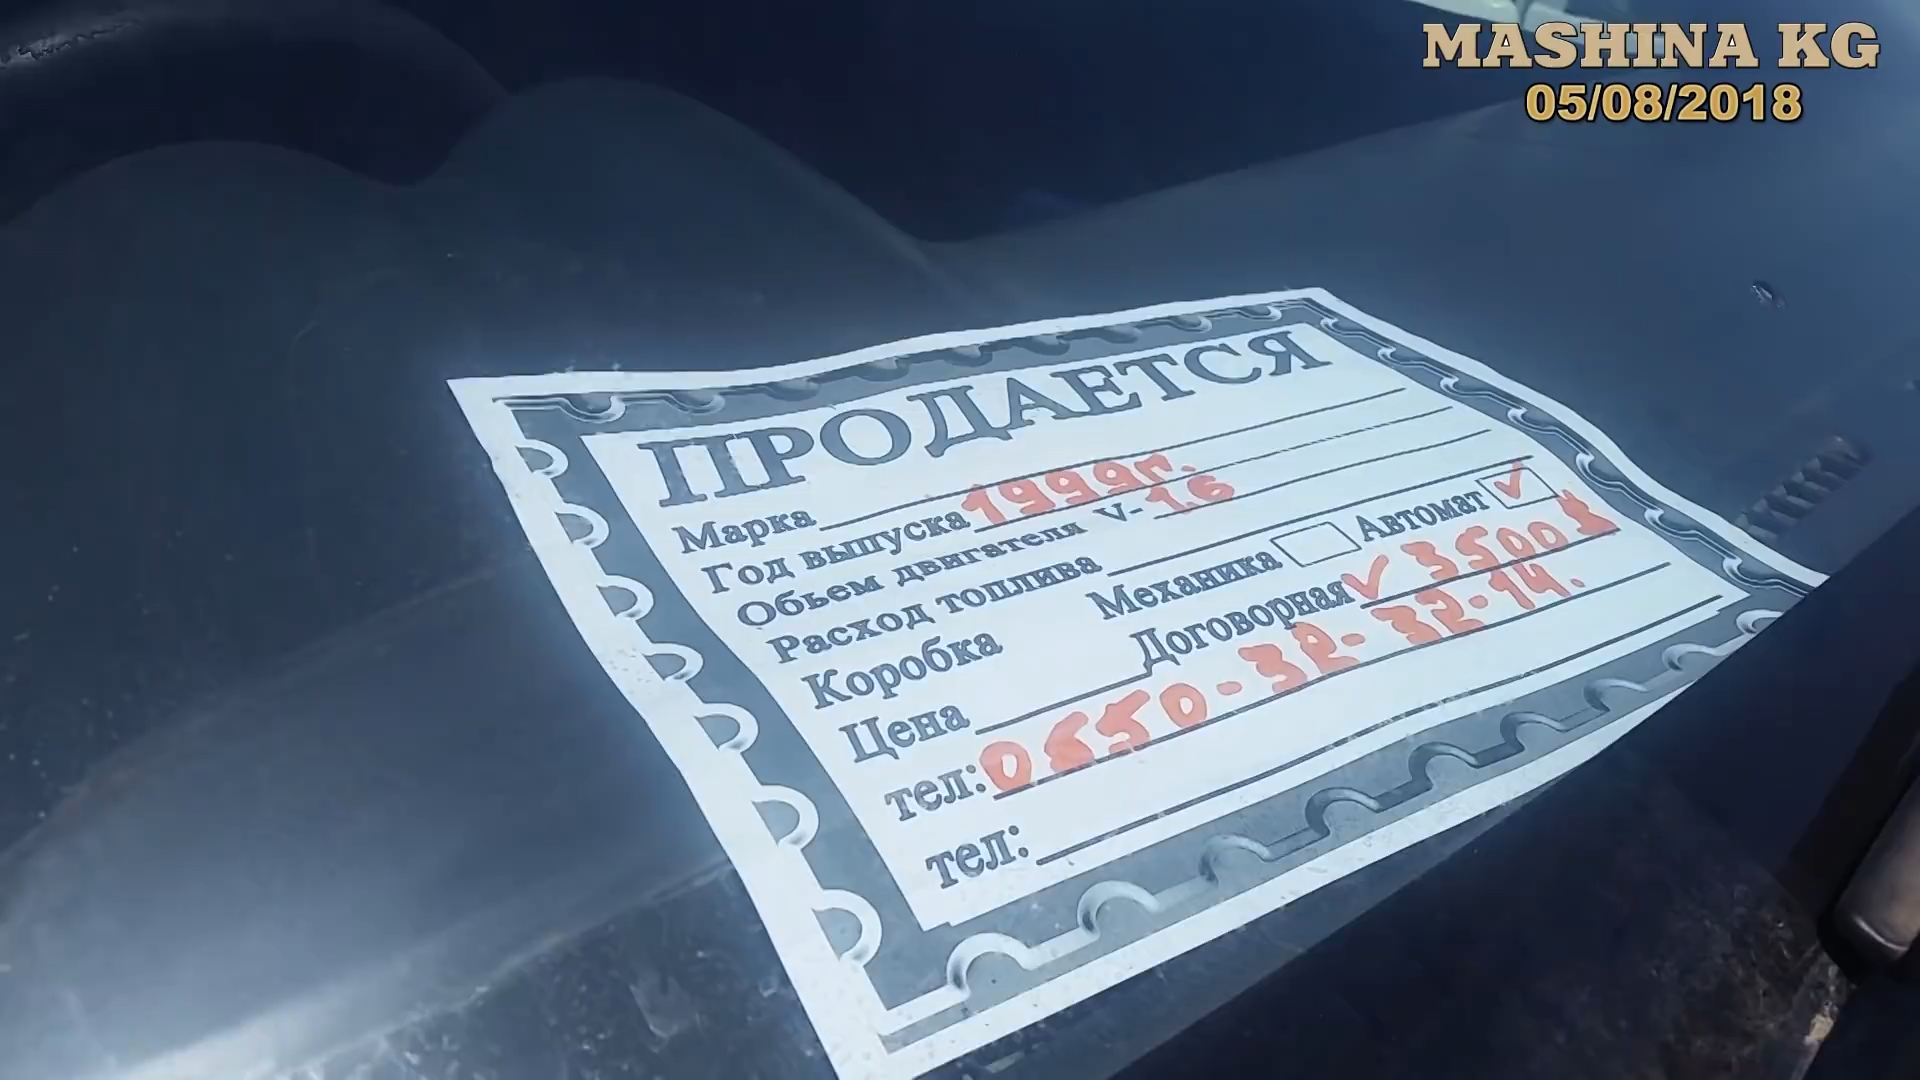 MASHINA KG
05/08/2018
ПРОДАЕТСЯ
Марка
Год выпуска 1999г.
Обьем двигателя V- 1.6
Расход топлива
Коробка Механика Автомат ✓
Цена Договорная ✓ 3500
тел: 0550-32-32-14.
тел: